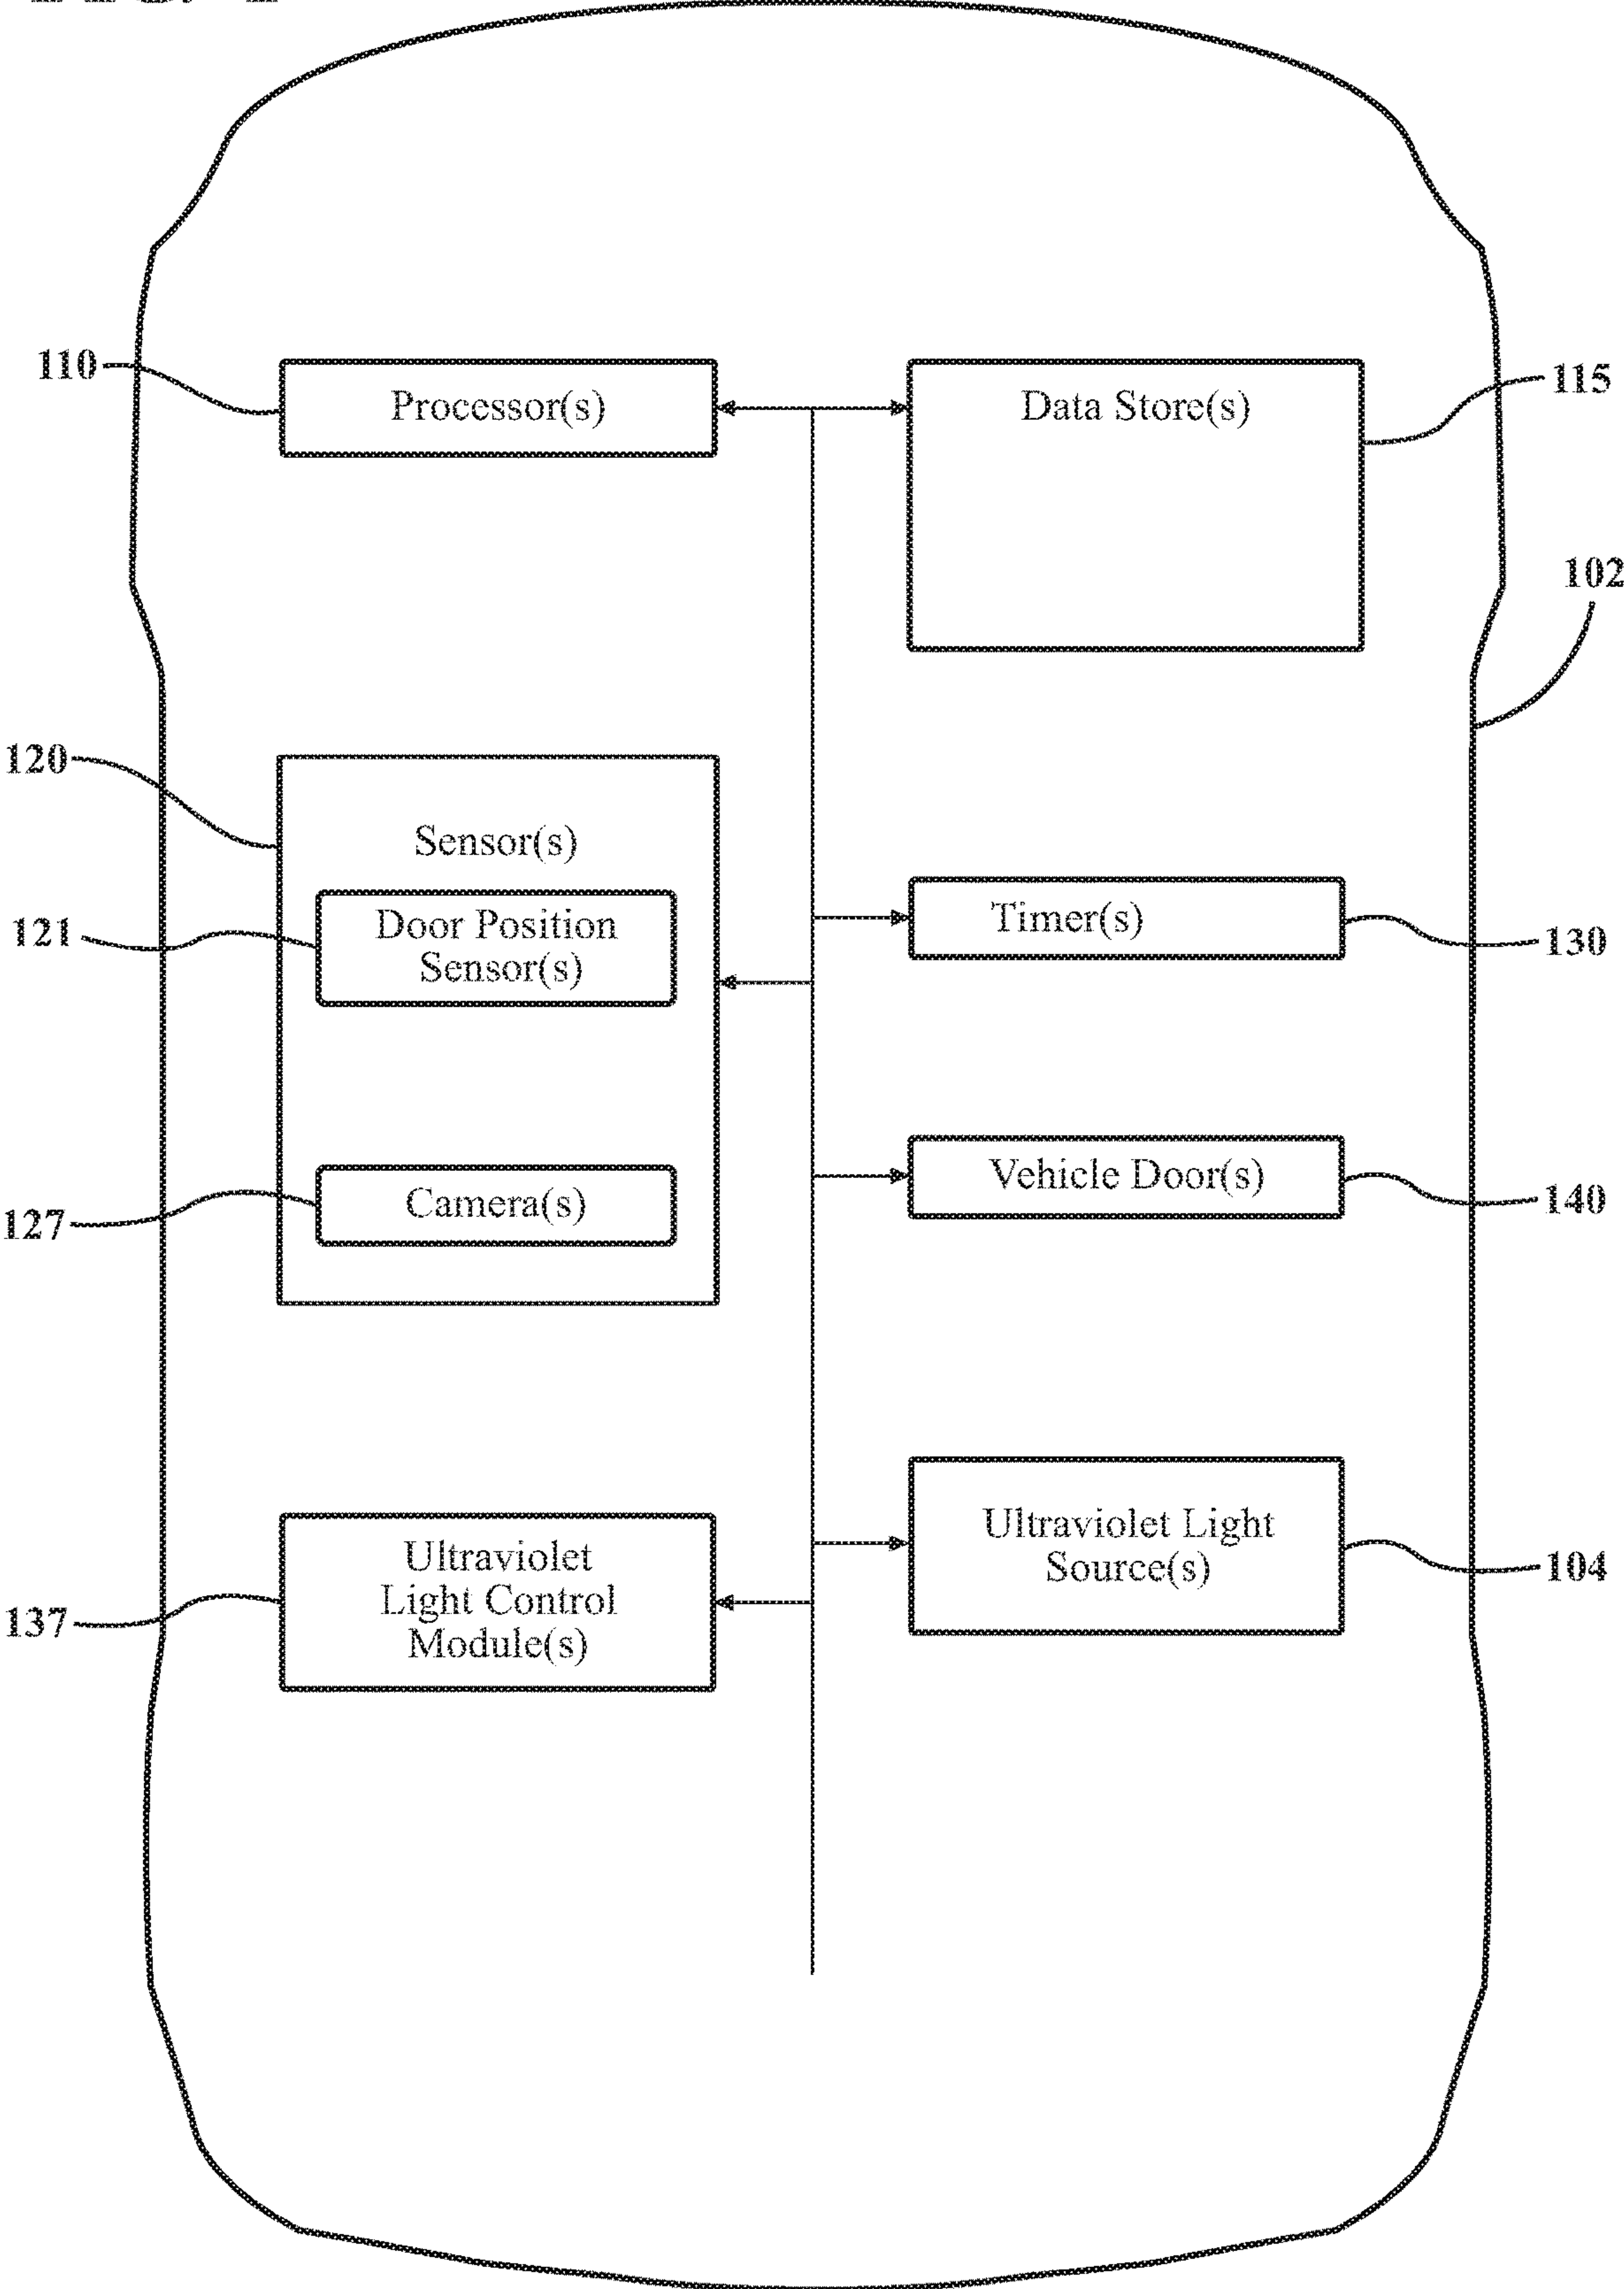 110
Processor(s)
Data Store(s)
115
102
120
Sensor(s)
121
Door Position
Sensor(s)
Timer(s)
130
127
Camera(s)
Vehicle Door(s)
140
137
Ultraviolet
Light Control
Module(s)
Ultraviolet Light
Source(s)
104